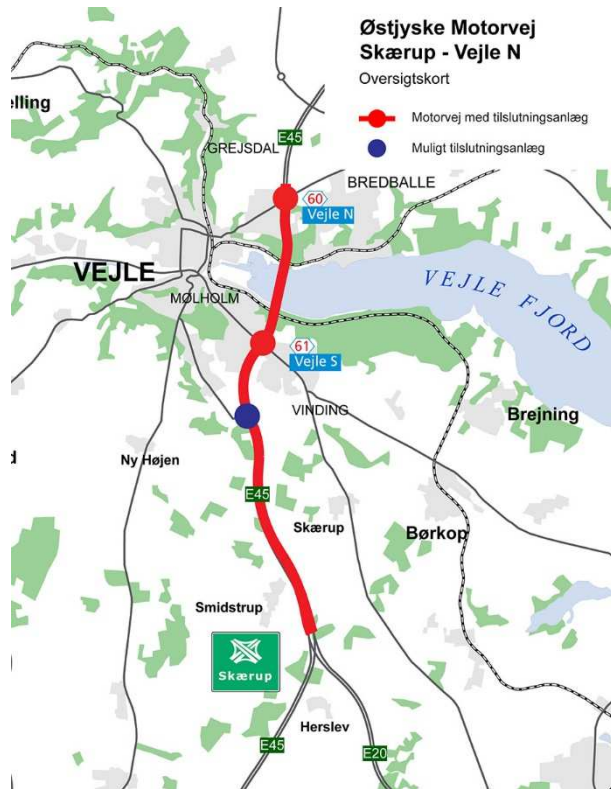 Østjyske Motorvej
Skærup - Vejle N
Oversigtskort
Motorvej med tilslutningsanlæg
Muligt tilslutningsanlæg
elling
E45
GREJSDAL
BREDBALLE
60
Vejle N
VEJLE
VEJLE FJORD
MØLHOLM
61
Vejle S
VINDING
Brejning
d
Ny Højen
E45
Skærup
Børkop
Smidstrup
Skærup
Herslev
E45
E20